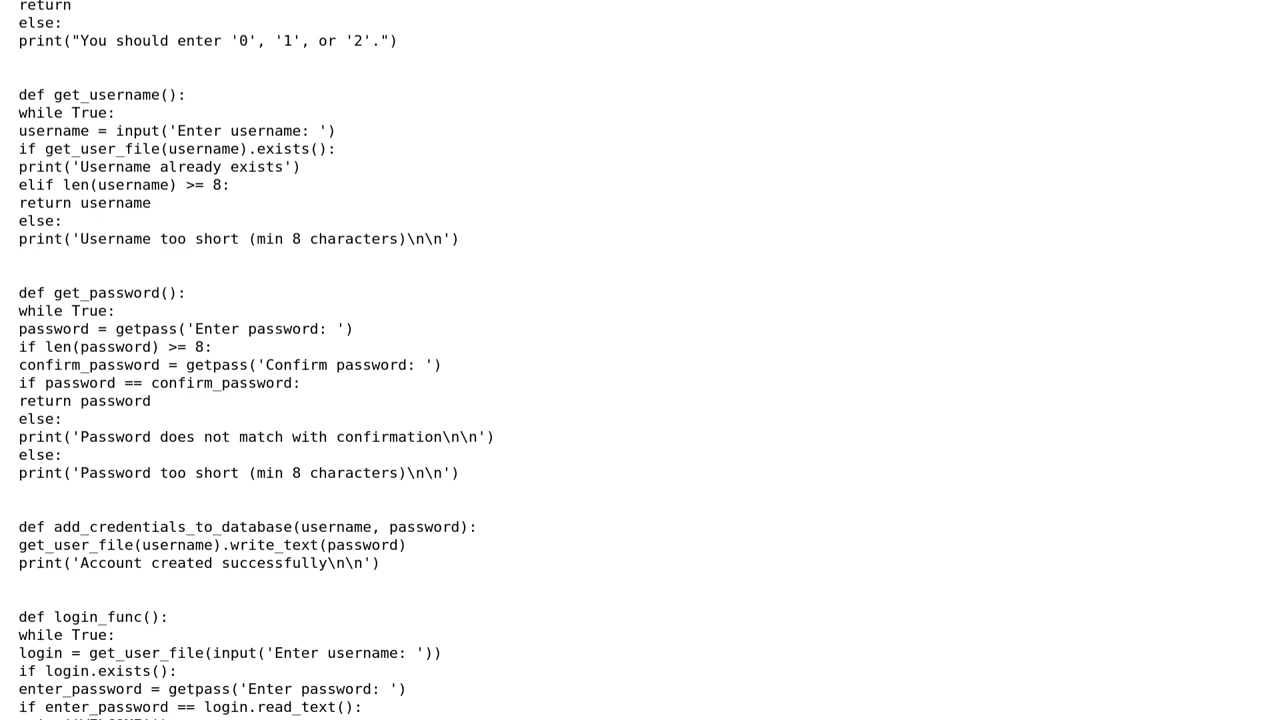 return
else:
print("You should enter '0', '1', or '2'.")
def get_username():
while True:
username = input('Enter username: ')
if get_user_file(username).exists():
print('Username already exists')
elif len(username) >= 8:
return username
else:
print('Username too short (min 8 characters)\n\n')
def get_password():
while True:
password = getpass('Enter password: ')
if len(password) >= 8:
confirm_password = getpass('Confirm password: ')
if password == confirm_password:
return password
else:
print('Password does not match with confirmation\n\n')
else:
print('Password too short (min 8 characters)\n\n')
def add_credentials_to_database(username, password):
get_user_file(username).write_text(password)
print('Account created successfully\n\n')
def login_func():
while True:
login = get_user_file(input('Enter username: '))
if login.exists():
enter_password = getpass('Enter password: ')
if enter_password == login.read_text():